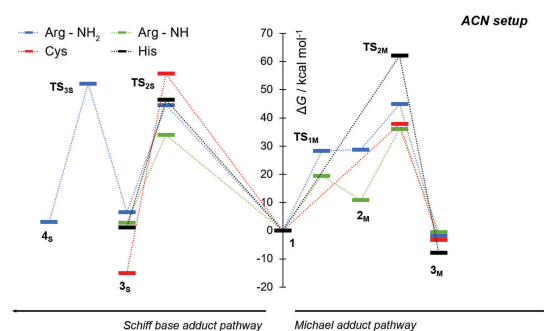 ACN setup
Arg - NH₂ Arg - NH
Cys His
70
60
50
40
30
20
10
0
-10
-20
ΔG / kcal mol⁻¹
TS₃S
TS₂S
TS₂M
TS₁M
2M
1
4S
3S
3M
Schiff base adduct pathway Michael adduct pathway